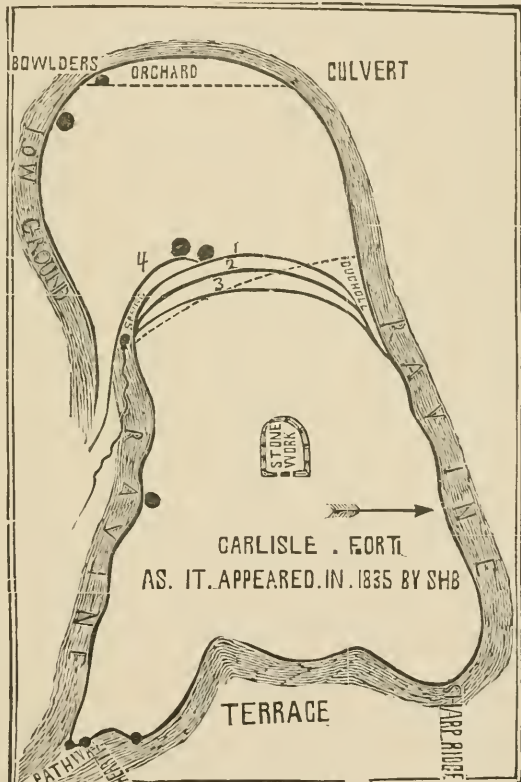 BOWLDERS
ORCHARD
CULVERT
LOW
GROUND
4
1
2
3
SPRING
RAVINE
STONE
WORK
CARLISLE . FORT.
AS. IT. APPEARED. IN. 1835 BY SHB
RAVINE
TERRACE
SHARP RIDGE